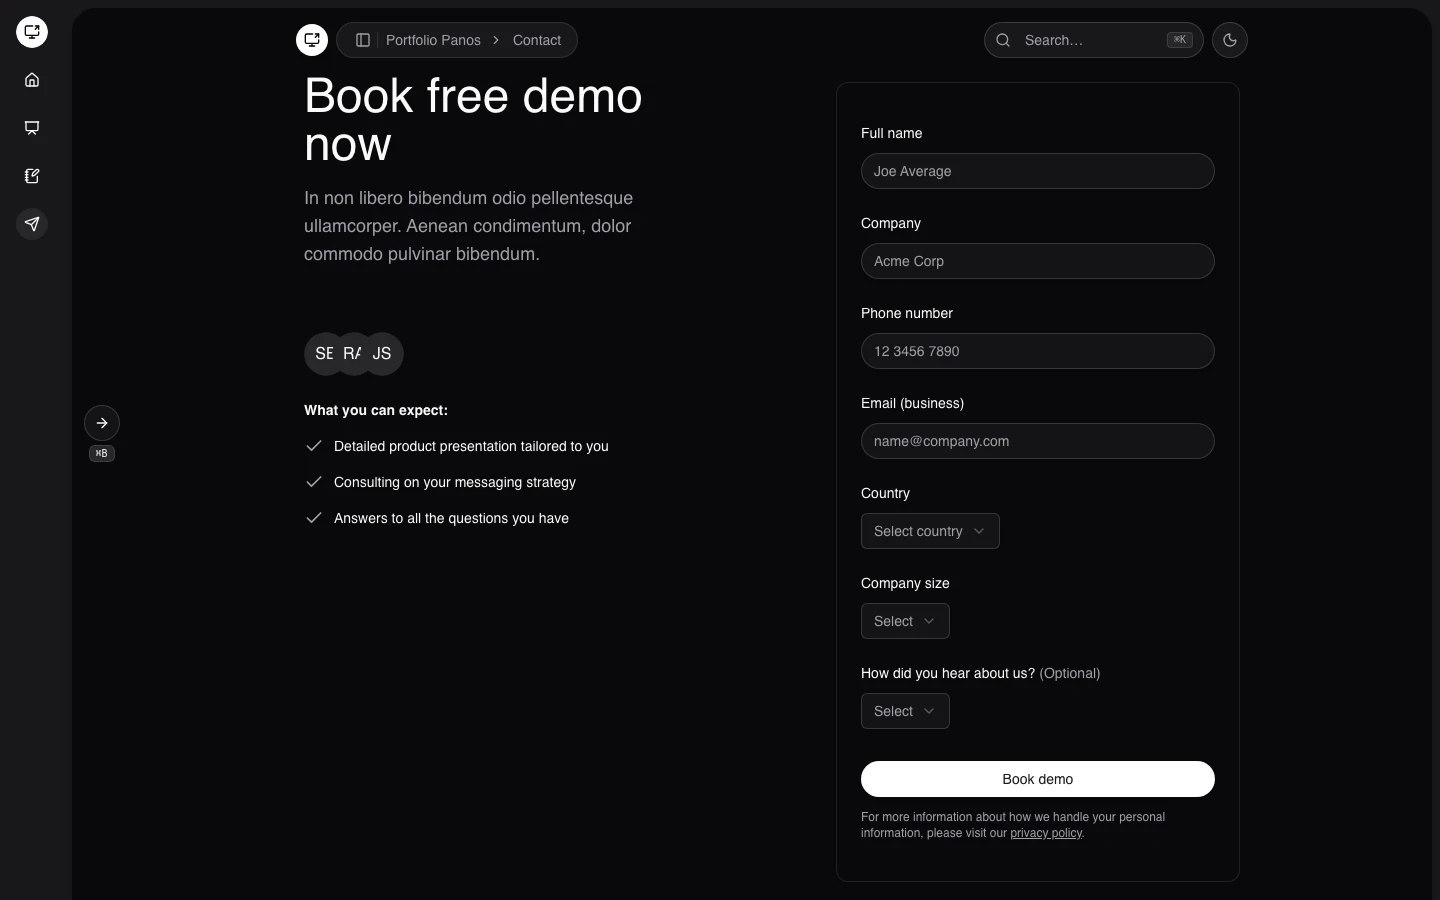 Portfolio Panos
Contact
Search...
⌘K
Book free demo
now
In non libero bibendum odio pellentesque
ullamcorper. Aenean condimentum, dolor
commodo pulvinar bibendum.
SE RA JS
What you can expect:
Detailed product presentation tailored to you
Consulting on your messaging strategy
Answers to all the questions you have
⌘B
Full name
Joe Average
Company
Acme Corp
Phone number
12 3456 7890
Email (business)
name@company.com
Country
Select country
Company size
Select
How did you hear about us? (Optional)
Select
Book demo
For more information about how we handle your personal
information, please visit our privacy policy.